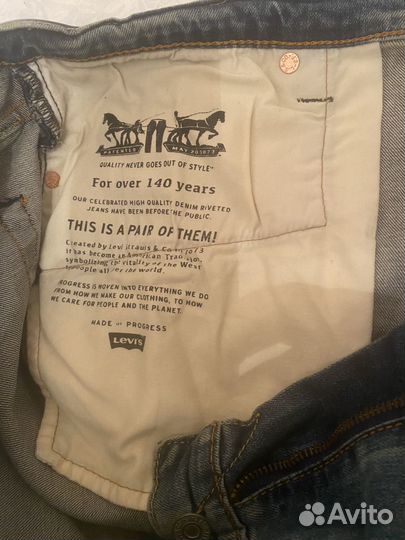 PATENTED MAY 20 1873
QUALITY NEVER GOES OUT OF STYLE™
For over 140 years
OUR CELEBRATED HIGH QUALITY DENIM RIVETED
JEANS HAVE BEEN BEFORE THE PUBLIC.
THIS IS A PAIR OF THEM!
Created by Levi Strauss & Co 1873
it has become an American Tradition,
symbolizing the vitality of the West
to people all over the world.
PROGRESS IS WOVEN INTO EVERYTHING WE DO
FROM HOW WE MAKE OUR CLOTHING, TO HOW
WE CARE FOR PEOPLE AND THE PLANET.
MADE OF PROGRESS
LEVI'S
Avito